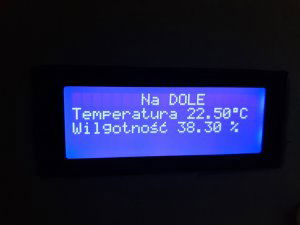 Na DOLE
Temperatura 22.50°C
Wilgotność 38.30 %